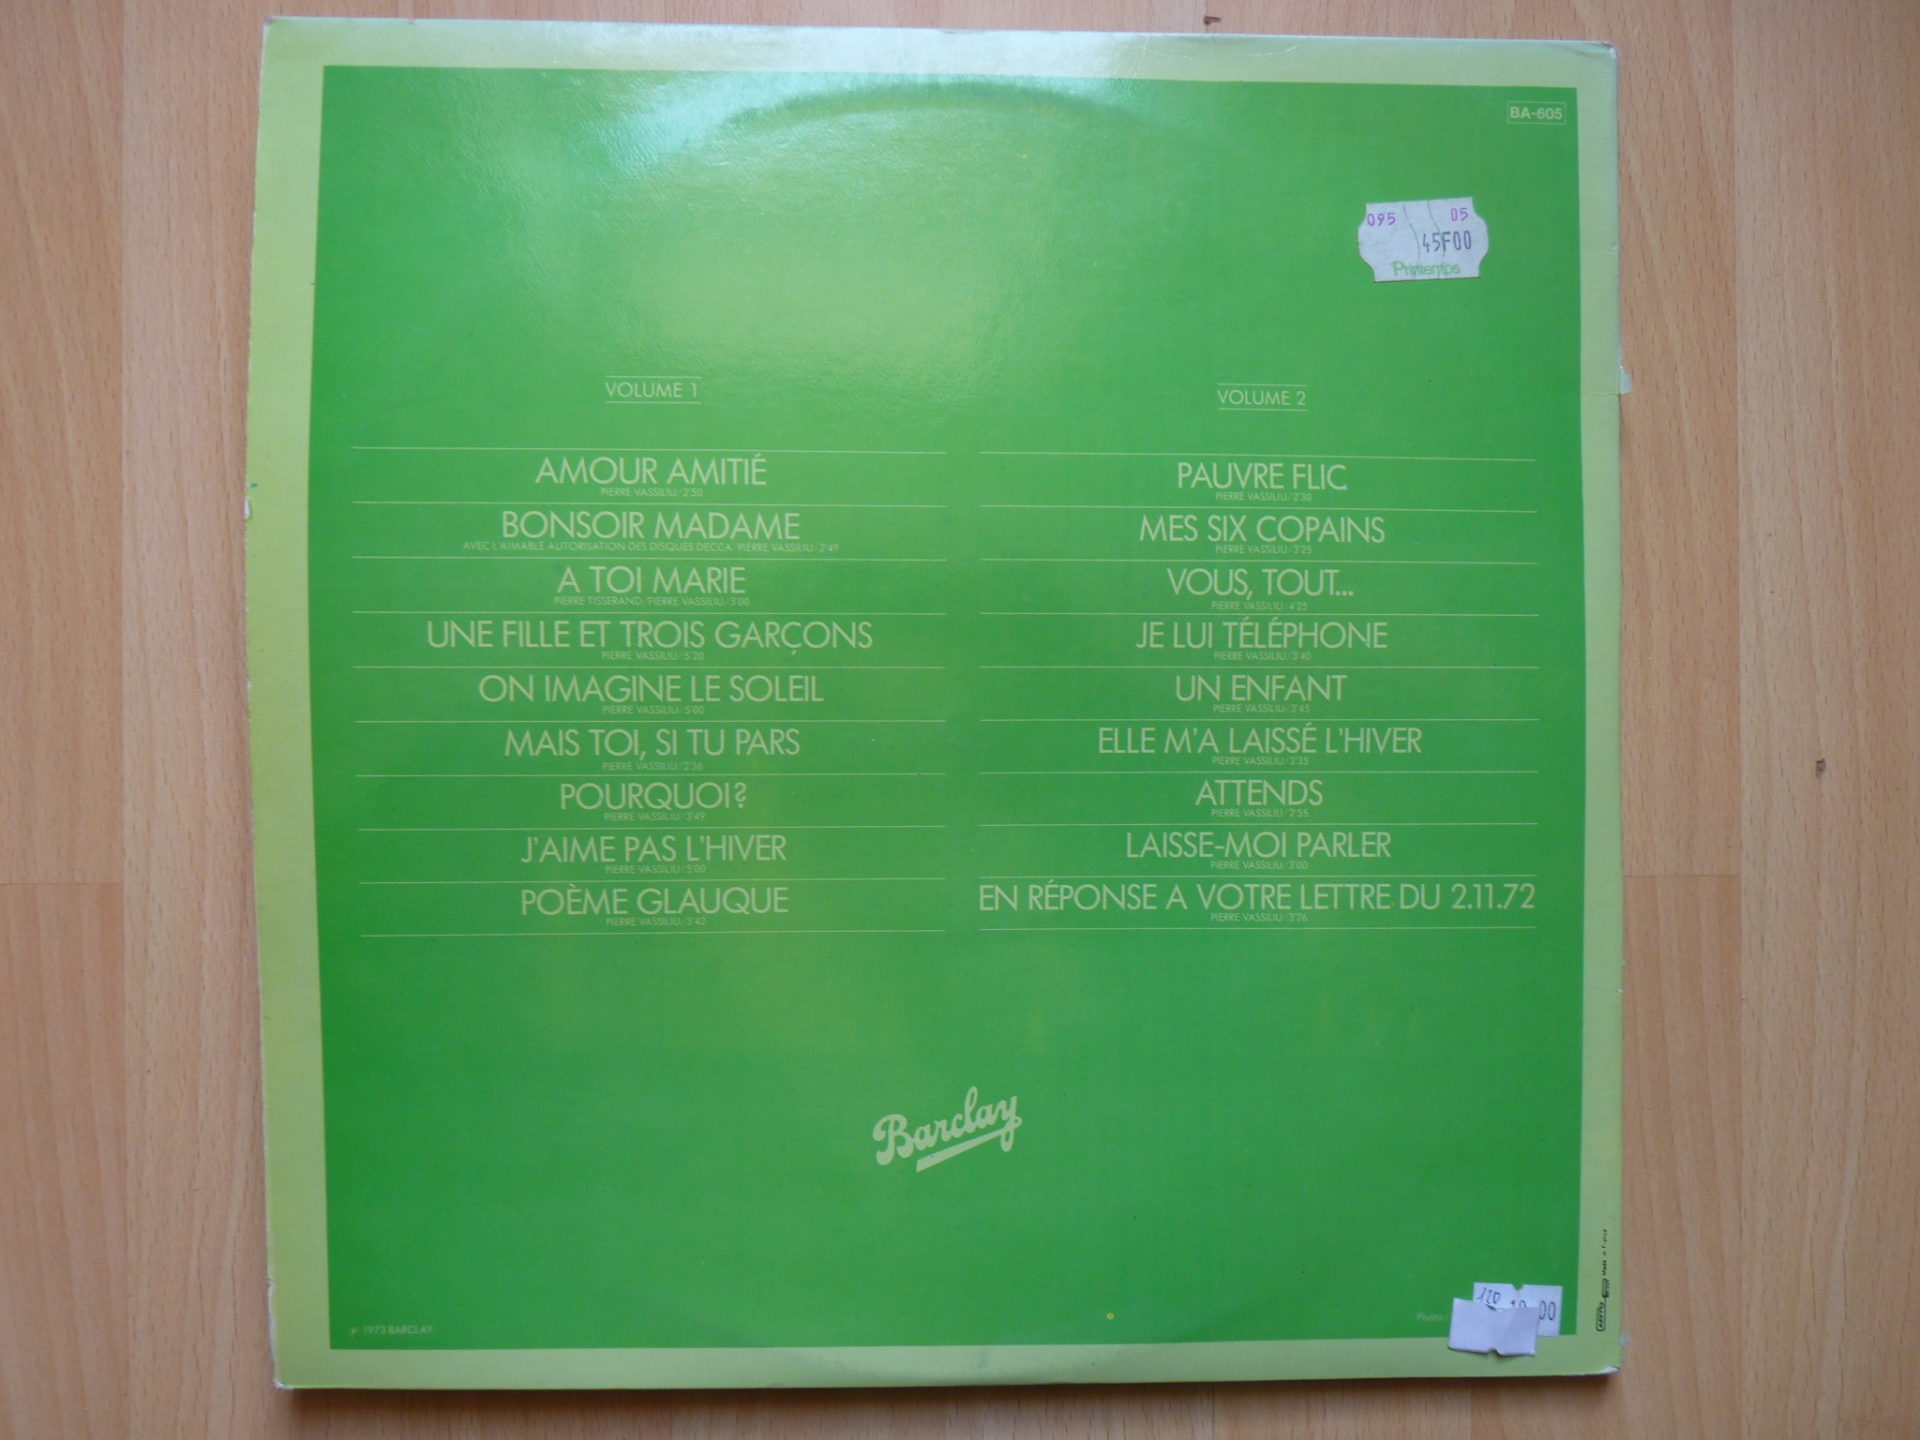 BA-605
095 05
45F00
Printemps
VOLUME 1
AMOUR AMITIÉ
PIERRE VASSILIU/2'50
BONSOIR MADAME
AVEC L'AIMABLE AUTORISATION DES DISQUES DECCA/PIERRE VASSILIU/2'49
A TOI MARIE
PIERRE TISSERAND/PIERRE VASSILIU/3'00
UNE FILLE ET TROIS GARÇONS
PIERRE VASSILIU/5'20
ON IMAGINE LE SOLEIL
PIERRE VASSILIU/5'00
MAIS TOI, SI TU PARS
PIERRE VASSILIU/2'36
POURQUOI?
PIERRE VASSILIU/3'49
J'AIME PAS L'HIVER
PIERRE VASSILIU/5'00
POÈME GLAUQUE
PIERRE VASSILIU/3'42
VOLUME 2
PAUVRE FLIC
PIERRE VASSILIU/2'30
MES SIX COPAINS
PIERRE VASSILIU/3'25
VOUS, TOUT...
PIERRE VASSILIU/4'25
JE LUI TÉLÉPHONE
PIERRE VASSILIU/3'40
UN ENFANT
PIERRE VASSILIU/3'45
ELLE M'A LAISSÉ L'HIVER
PIERRE VASSILIU/3'35
ATTENDS
PIERRE VASSILIU/2'55
LAISSE-MOI PARLER
PIERRE VASSILIU/3'00
EN RÉPONSE A VOTRE LETTRE DU 2.11.72
PIERRE VASSILIU/3'26
Barclay
℗ 1973 BARCLAY
Photo
120
00